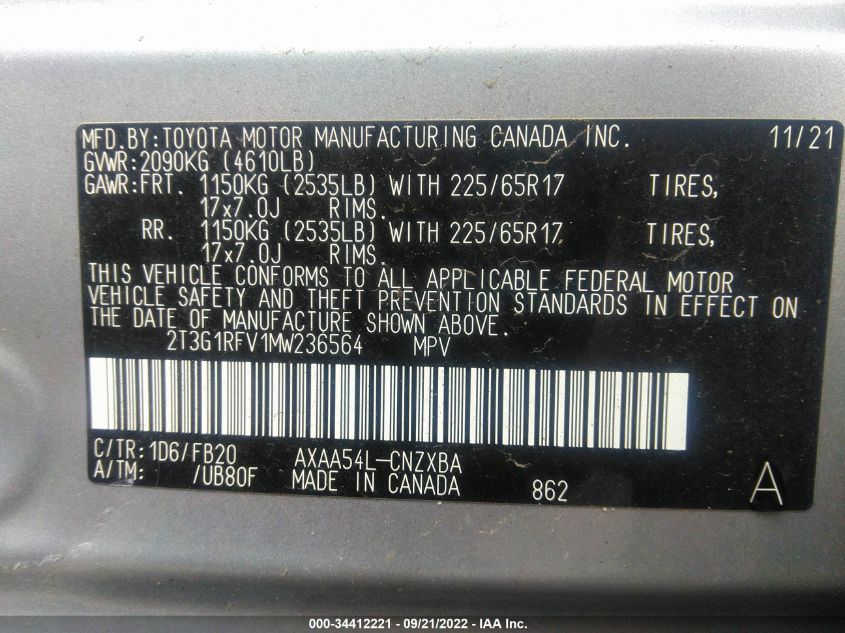 MFD.BY:TOYOTA MOTOR MANUFACTURING CANADA INC. 11/21
GVWR:2090KG (4610LB)
GAWR:FRT. 1150KG (2535LB) WITH 225/65R17 TIRES,
17x7.0J RIMS.
RR. 1150KG (2535LB) WITH 225/65R17 TIRES,
17x7.0J RIMS.
THIS VEHICLE CONFORMS TO ALL APPLICABLE FEDERAL MOTOR
VEHICLE SAFETY AND THEFT PREVENTION STANDARDS IN EFFECT ON
THE DATE OF MANUFACTURE SHOWN ABOVE.
2T3G1RFV1MW236564 MPV
C/TR:1D6/FB20 AXAA54L-CNZXBA
A/TM: /UB80F MADE IN CANADA 862 A
000-34412221 - 09/21/2022 - IAA Inc.